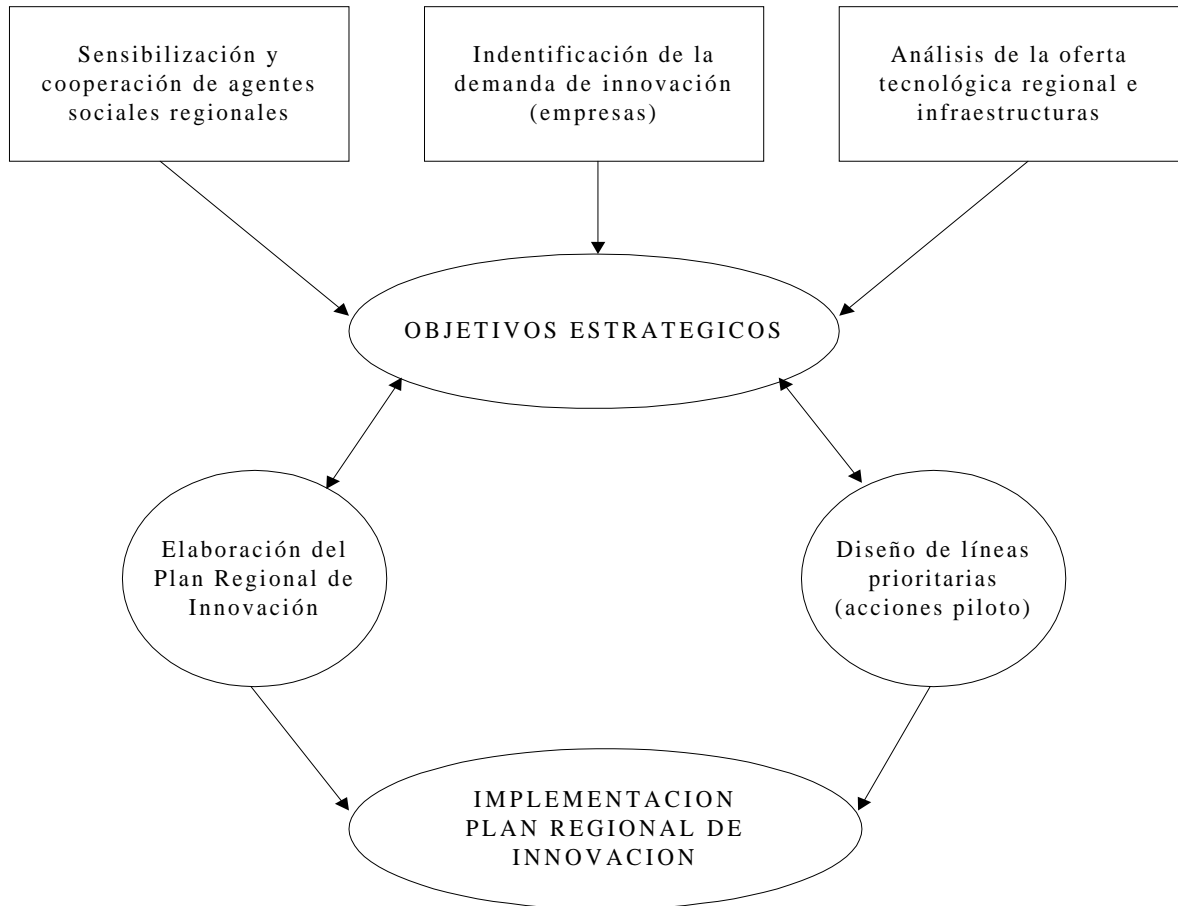 Sensibilización y
cooperación de agentes
sociales regionales
Indentificación de la
demanda de innovación
(empresas)
Análisis de la oferta
tecnológica regional e
infraestructuras
OBJETIVOS ESTRATEGICOS
Elaboración del
Plan Regional de
Innovación
Diseño de líneas
prioritarias
(acciones piloto)
IMPLEMENTACION
PLAN REGIONAL DE
INNOVACION